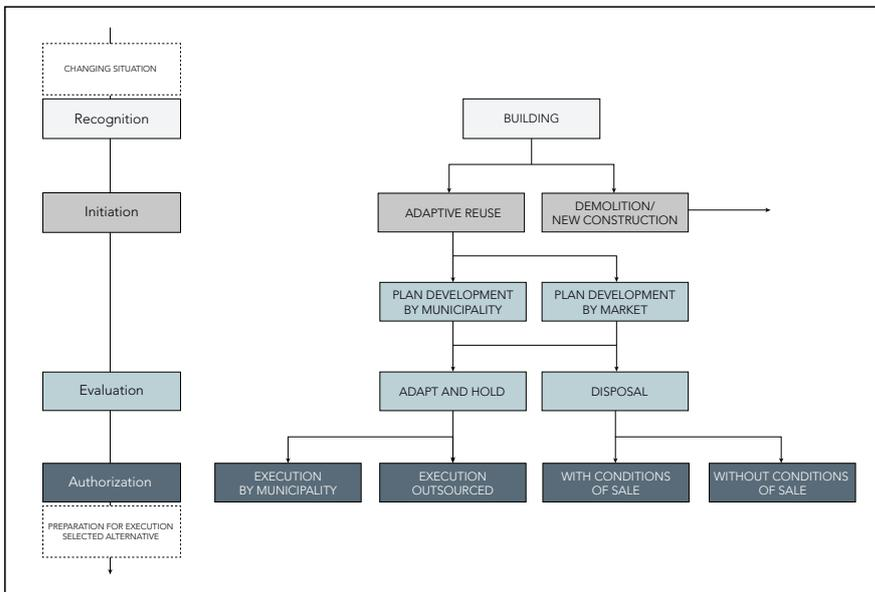 CHANGING SITUATION
Recognition
BUILDING
Initiation
ADAPTIVE REUSE
DEMOLITION/
NEW CONSTRUCTION
PLAN DEVELOPMENT
BY MUNICIPALITY
PLAN DEVELOPMENT
BY MARKET
Evaluation
ADAPT AND HOLD
DISPOSAL
Authorization
EXECUTION
BY MUNICIPALITY
EXECUTION
OUTSOURCED
WITH CONDITIONS
OF SALE
WITHOUT CONDITIONS
OF SALE
PREPARATION FOR EXECUTION
SELECTED ALTERNATIVE